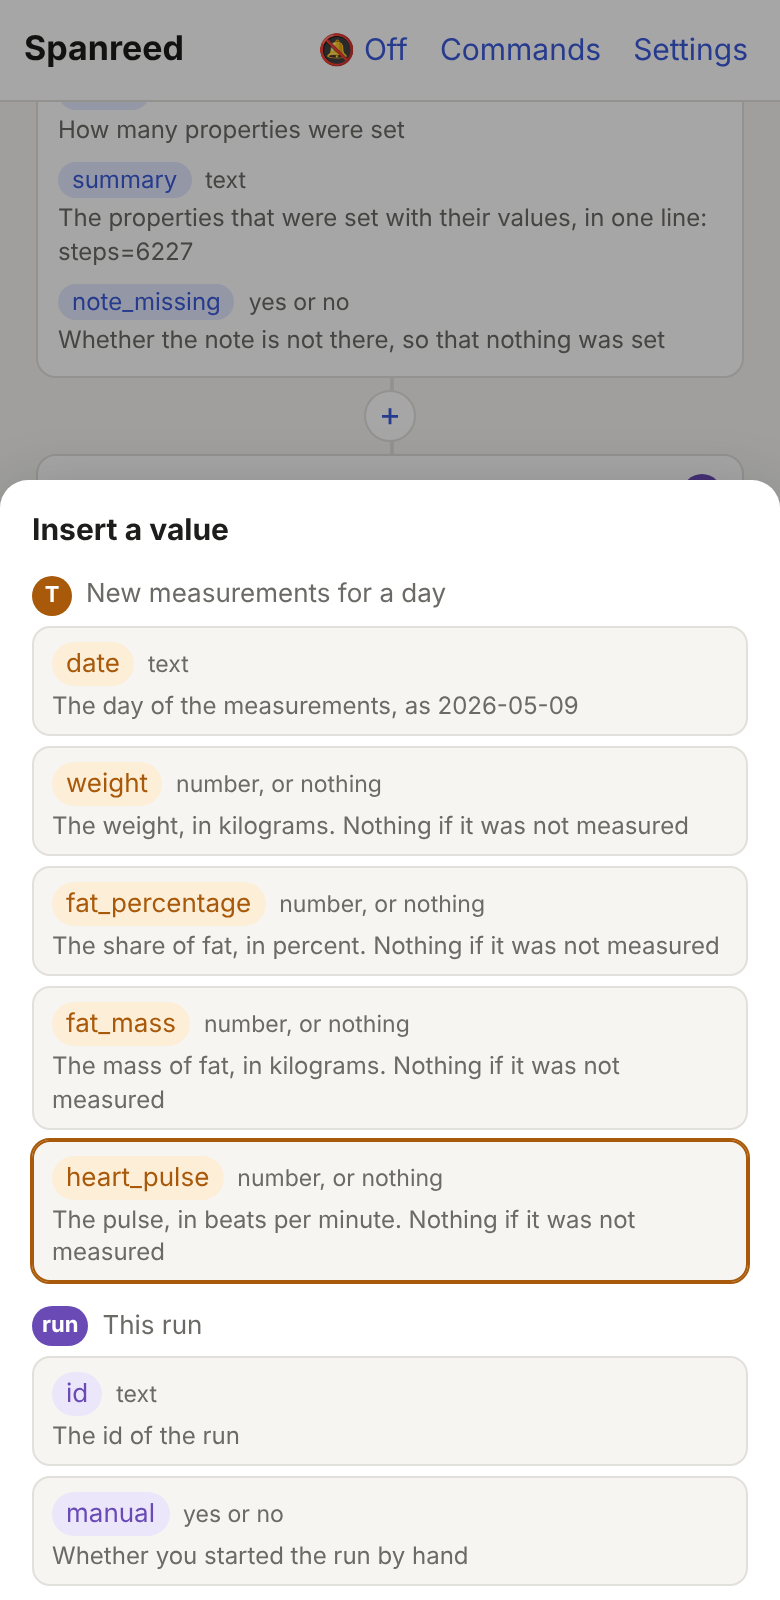 Spanreed
Off
Commands
Settings
How many properties were set
summary text
The properties that were set with their values, in one line:
steps=6227
note_missing yes or no
Whether the note is not there, so that nothing was set
+
Insert a value
T New measurements for a day
date text
The day of the measurements, as 2026-05-09
weight number, or nothing
The weight, in kilograms. Nothing if it was not measured
fat_percentage number, or nothing
The share of fat, in percent. Nothing if it was not measured
fat_mass number, or nothing
The mass of fat, in kilograms. Nothing if it was not
measured
heart_pulse number, or nothing
The pulse, in beats per minute. Nothing if it was not
measured
run This run
id text
The id of the run
manual yes or no
Whether you started the run by hand